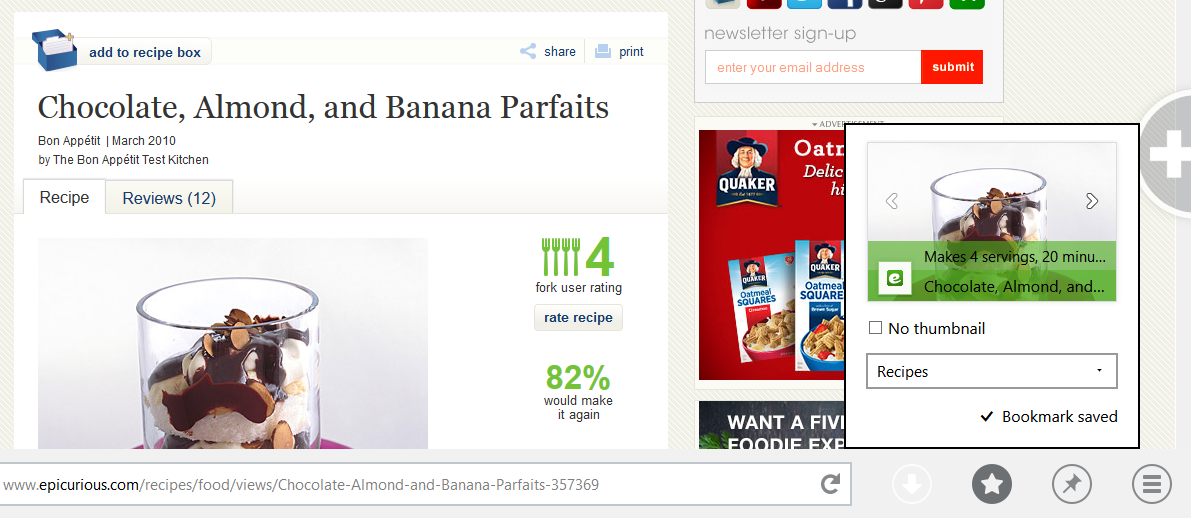 newsletter sign-up
enter your email address
submit
add to recipe box
share
print
Chocolate, Almond, and Banana Parfaits
Bon Appétit | March 2010
by The Bon Appétit Test Kitchen
Recipe
Reviews (12)
4
fork user rating
rate recipe
82%
would make
it again
ADVERTISEMENT
QUAKER
Delic
hi
QUAKER
Oatmeal
SQUARES
QUAKER
Oatmeal
SQUARES
Brown Sugar
WANT A FIV
FOODIE EXP
Makes 4 servings, 20 minu...
Chocolate, Almond, and...
No thumbnail
Recipes
Bookmark saved
www.epicurious.com/recipes/food/views/Chocolate-Almond-and-Banana-Parfaits-357369